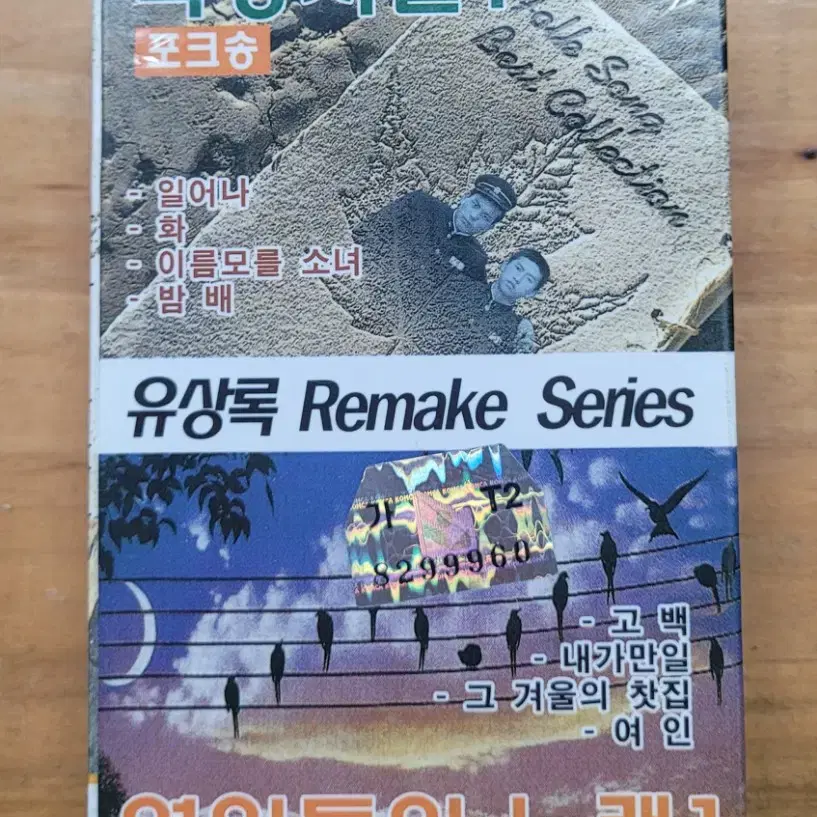 포크송
Folk Song
Best Collection
- 일어나
- 화
- 이름모를 소녀
- 밤 배
유상록 Remake Series
가 T2
8299960
- 고 백
- 내가만일
- 그 겨울의 찻집
- 여 인